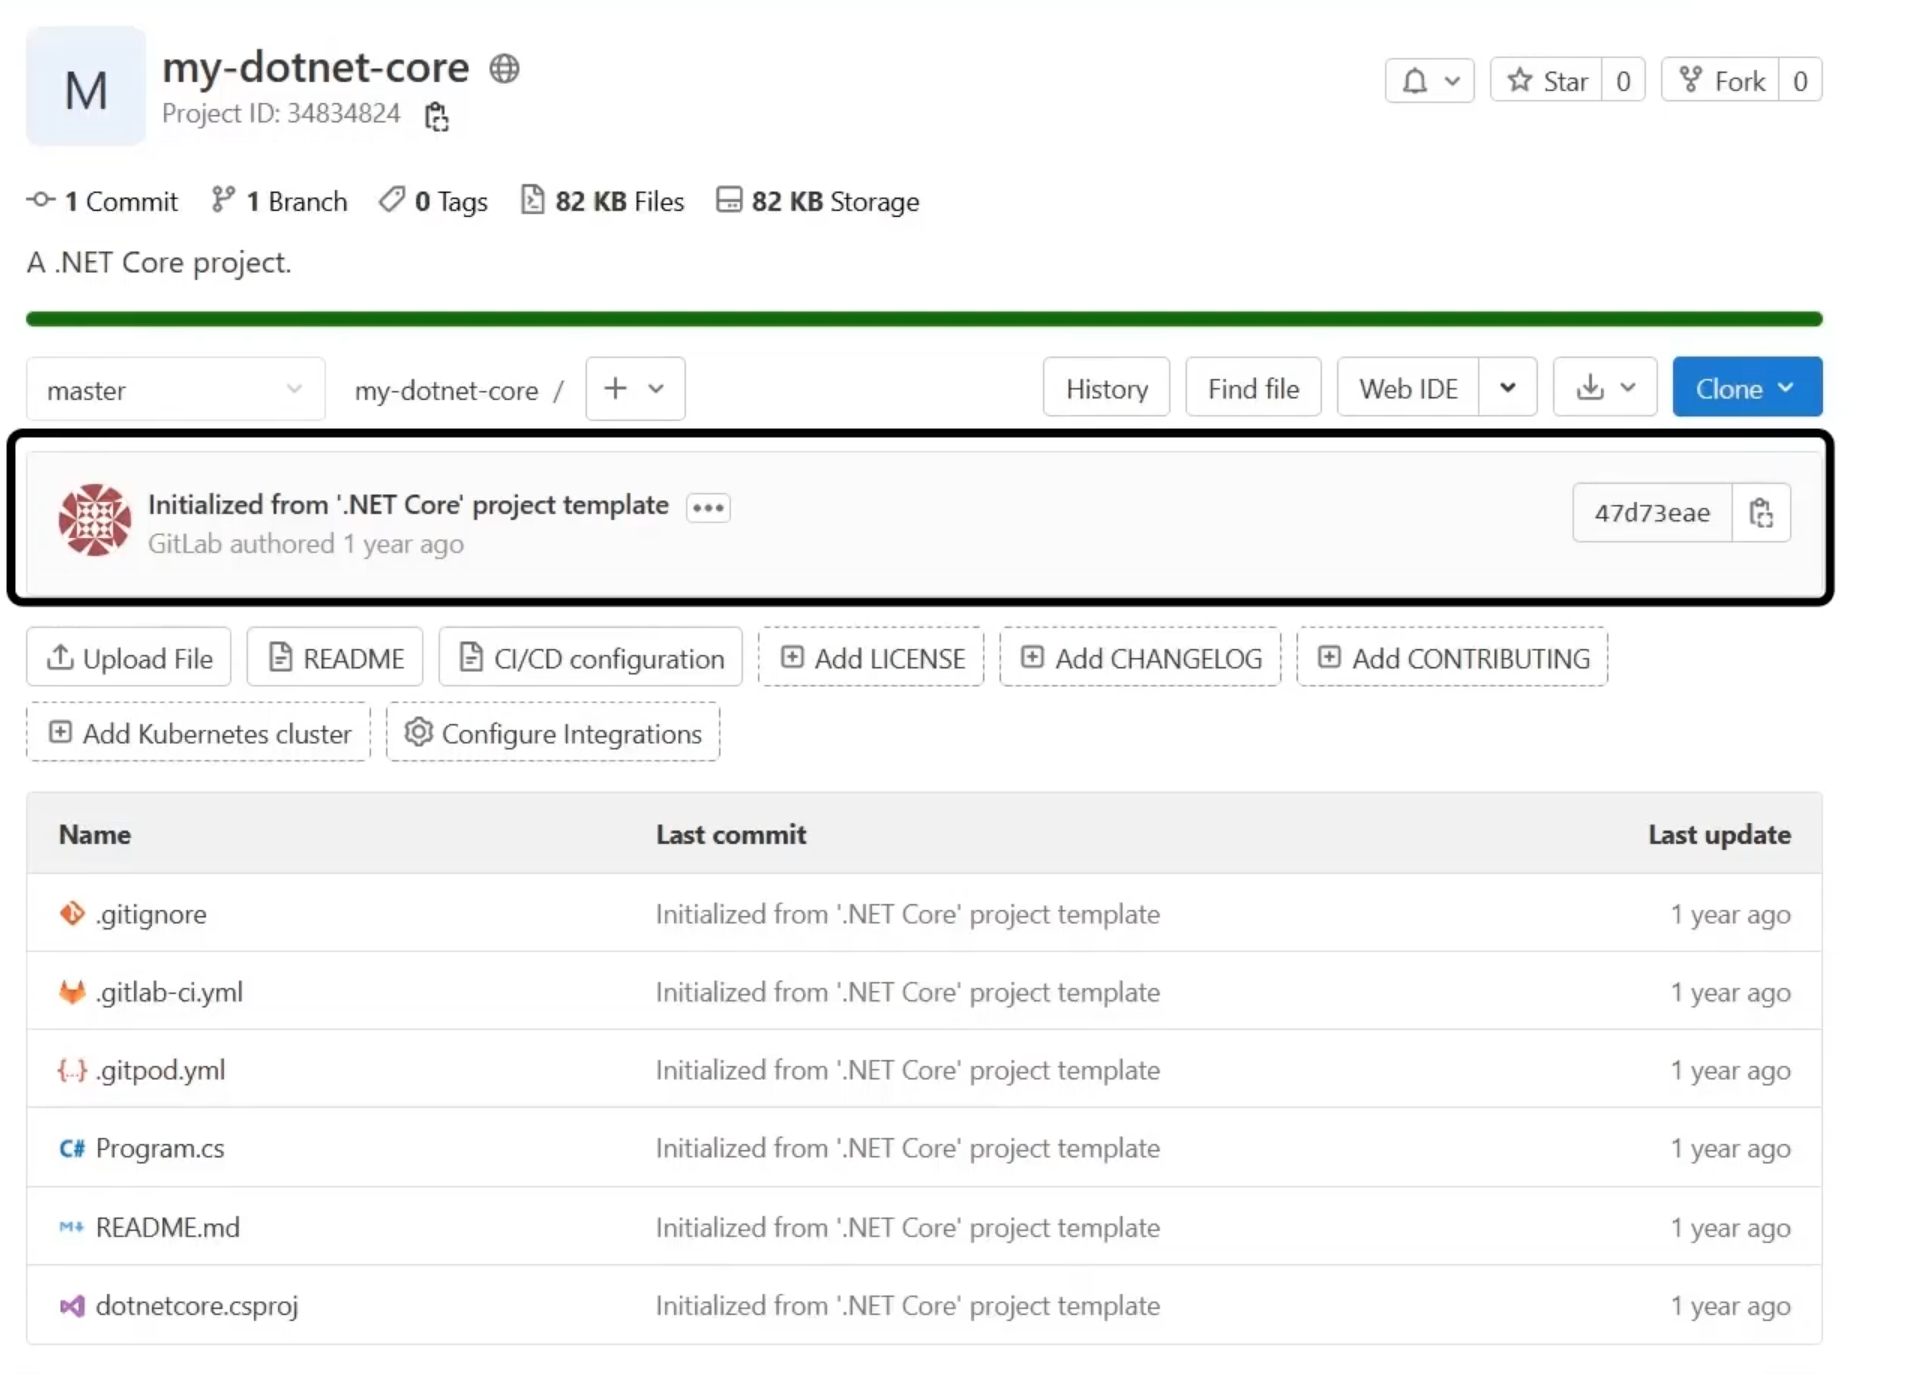 M
my-dotnet-core
Project ID: 34834824
Star 0
Fork 0
1 Commit 1 Branch 0 Tags 82 KB Files 82 KB Storage
A .NET Core project.
master my-dotnet-core / + History Find file Web IDE Clone
Initialized from '.NET Core' project template
GitLab authored 1 year ago
47d73eae
Upload File README CI/CD configuration Add LICENSE Add CHANGELOG Add CONTRIBUTING
Add Kubernetes cluster Configure Integrations
Name Last commit Last update
.gitignore Initialized from '.NET Core' project template 1 year ago
.gitlab-ci.yml Initialized from '.NET Core' project template 1 year ago
{...} .gitpod.yml Initialized from '.NET Core' project template 1 year ago
C# Program.cs Initialized from '.NET Core' project template 1 year ago
M↓ README.md Initialized from '.NET Core' project template 1 year ago
dotnetcore.csproj Initialized from '.NET Core' project template 1 year ago